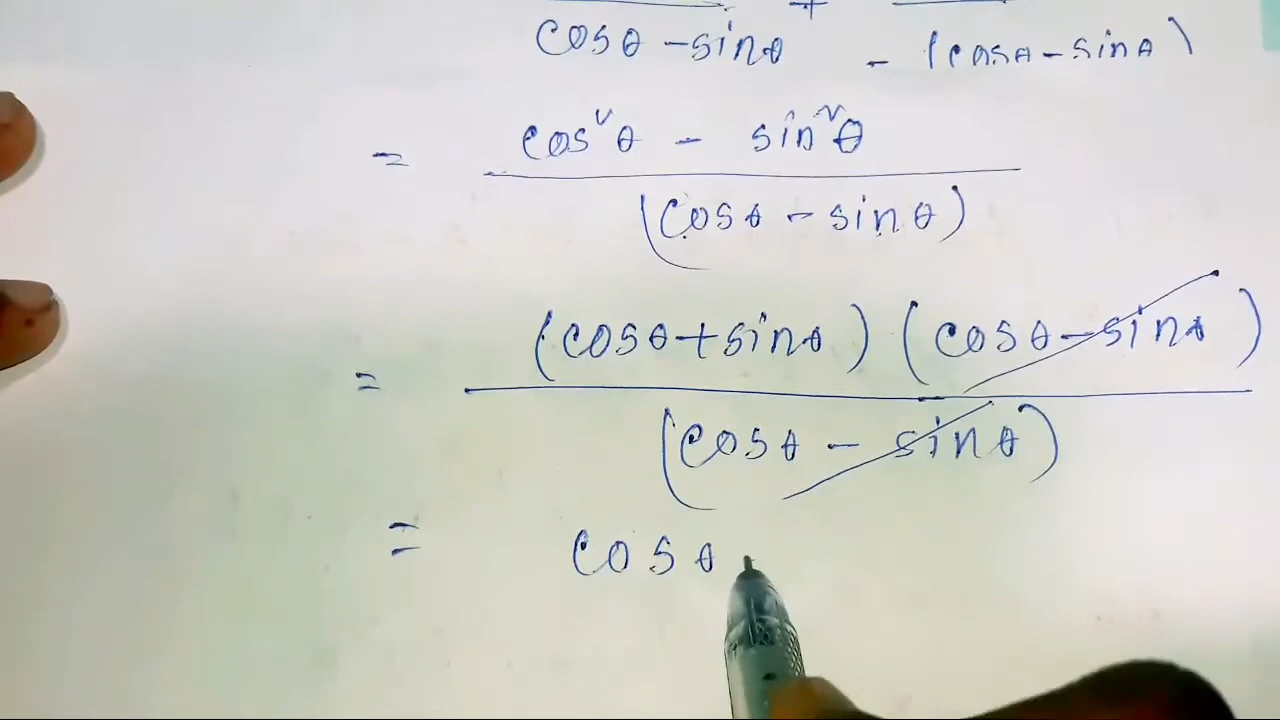 +
cosθ - sinθ - (cosθ - sinθ)
= cos²θ - sin²θ
(cosθ - sinθ)
= (cosθ + sinθ) (cosθ - sinθ)
(cosθ - sinθ)
= cosθ